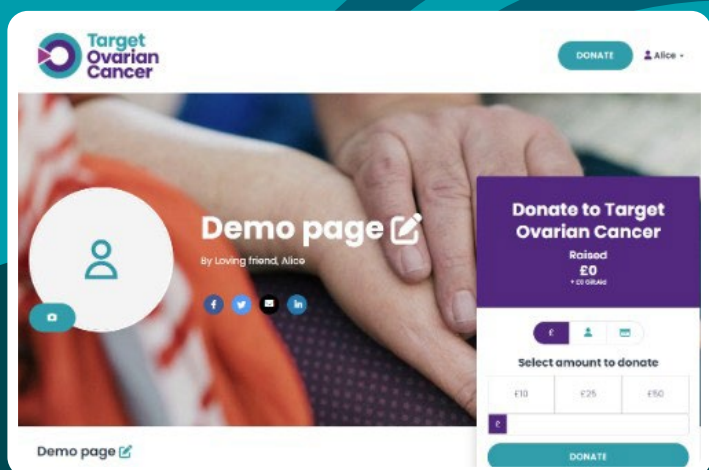 Target
Ovarian
Cancer
DONATE
Alice
Demo page
By Loving friend, Alice
Donate to Target
Ovarian Cancer
Raised
£0
+ £0 Giftaid
£
Select amount to donate
£10 £25 £50
£
DONATE
Demo page